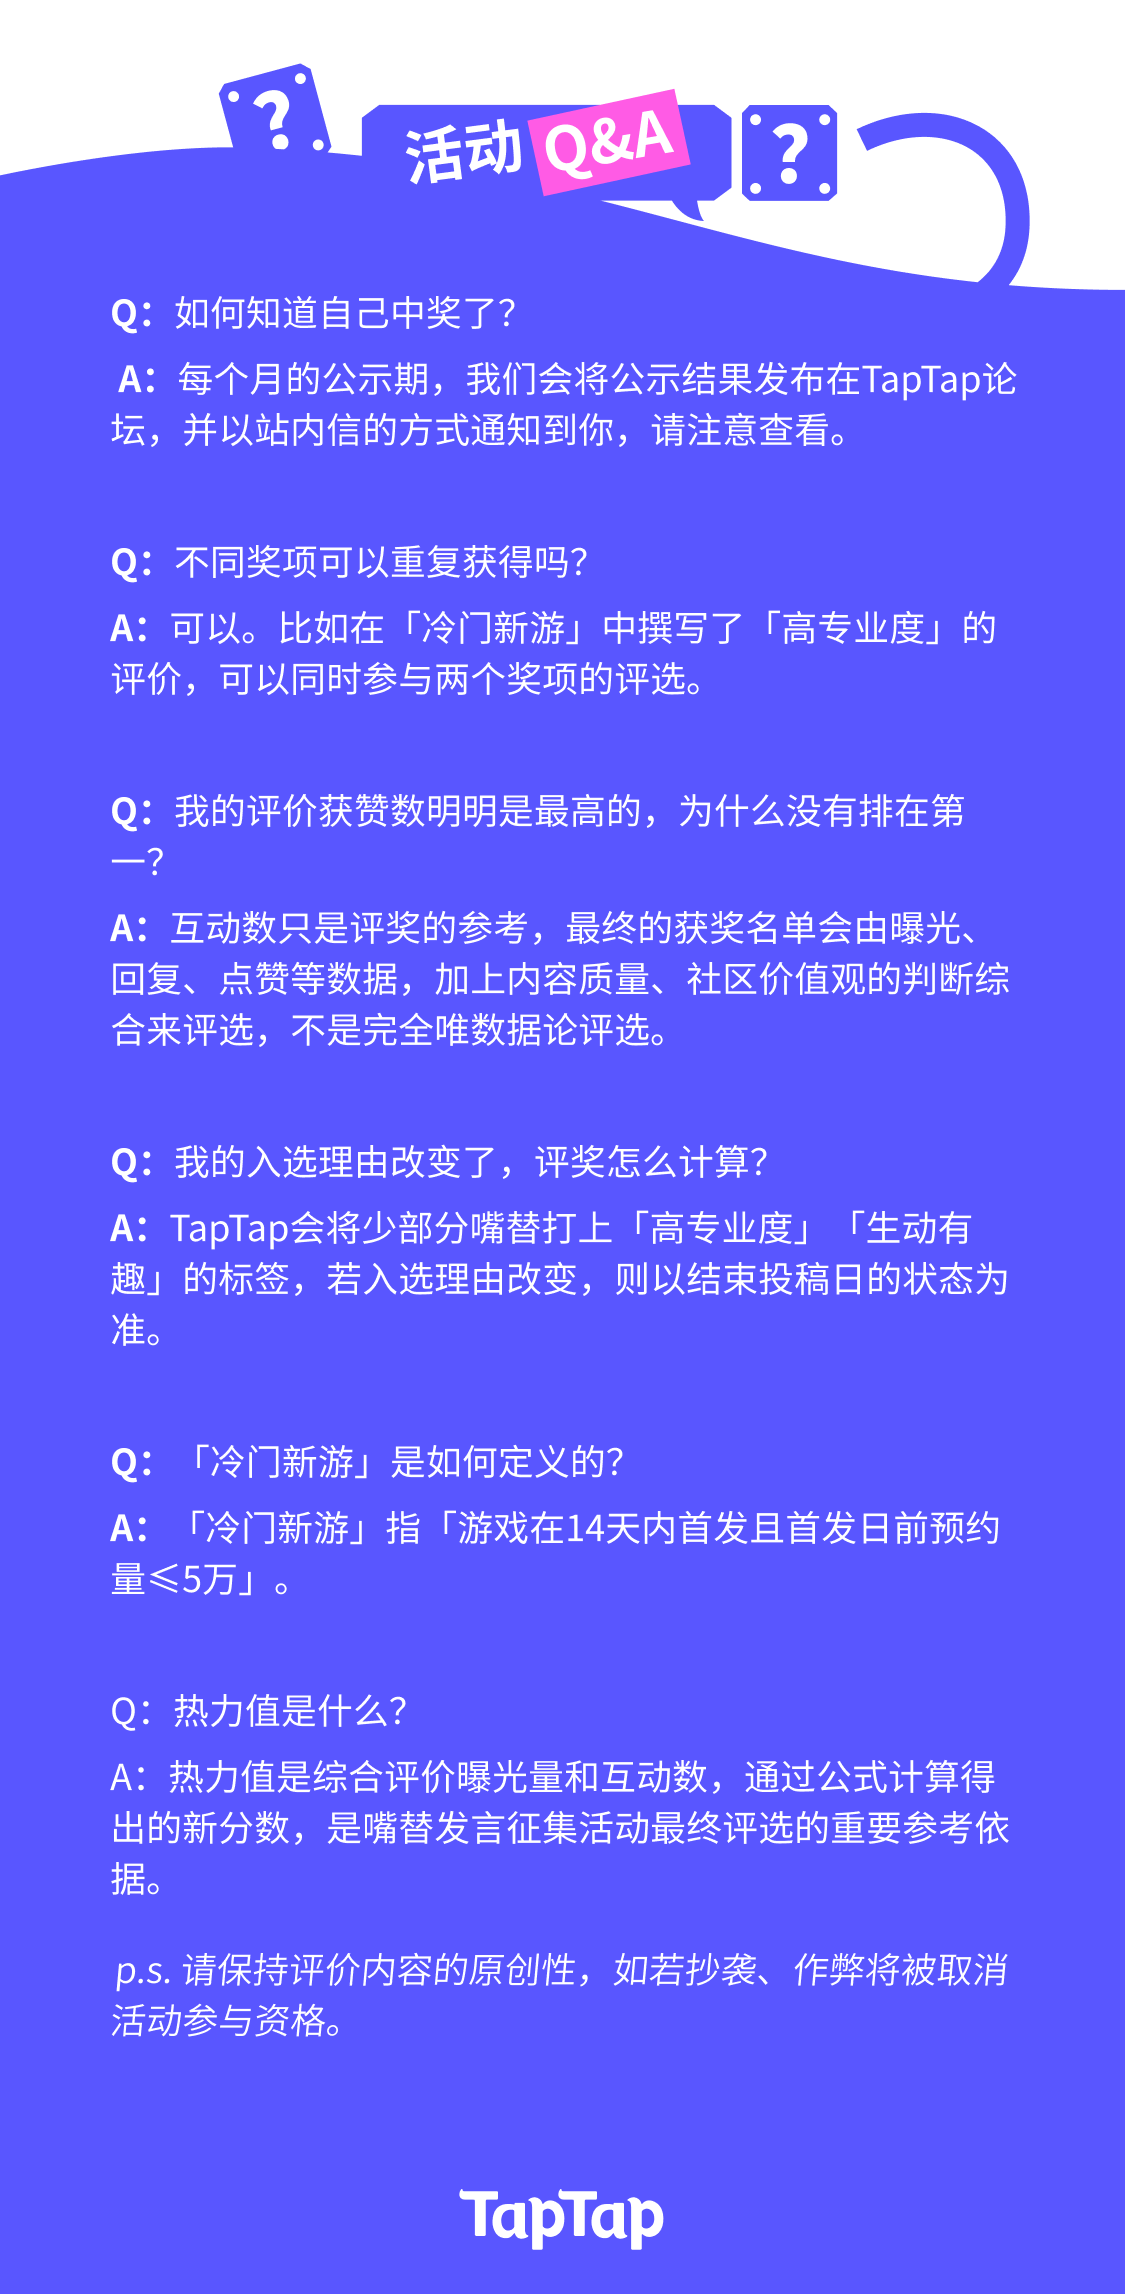 ?
活动 Q&A
?
Q：如何知道自己中奖了？
A：每个月的公示期，我们会将公示结果发布在TapTap论
坛，并以站内信的方式通知到你，请注意查看。
Q：不同奖项可以重复获得吗？
A：可以。比如在「冷门新游」中撰写了「高专业度」的
评价，可以同时参与两个奖项的评选。
Q：我的评价获赞数明明是最高的，为什么没有排在第
一？
A：互动数只是评奖的参考，最终的获奖名单会由曝光、
回复、点赞等数据，加上内容质量、社区价值观的判断综
合来评选，不是完全唯数据论评选。
Q：我的入选理由改变了，评奖怎么计算？
A：TapTap会将少部分嘴替打上「高专业度」「生动有
趣」的标签，若入选理由改变，则以结束投稿日的状态为
准。
Q：「冷门新游」是如何定义的？
A：「冷门新游」指「游戏在14天内首发且首发日前预约
量≤5万」。
Q：热力值是什么？
A：热力值是综合评价曝光量和互动数，通过公式计算得
出的新分数，是嘴替发言征集活动最终评选的重要参考依
据。
p.s. 请保持评价内容的原创性，如若抄袭、作弊将被取消
活动参与资格。
TapTap